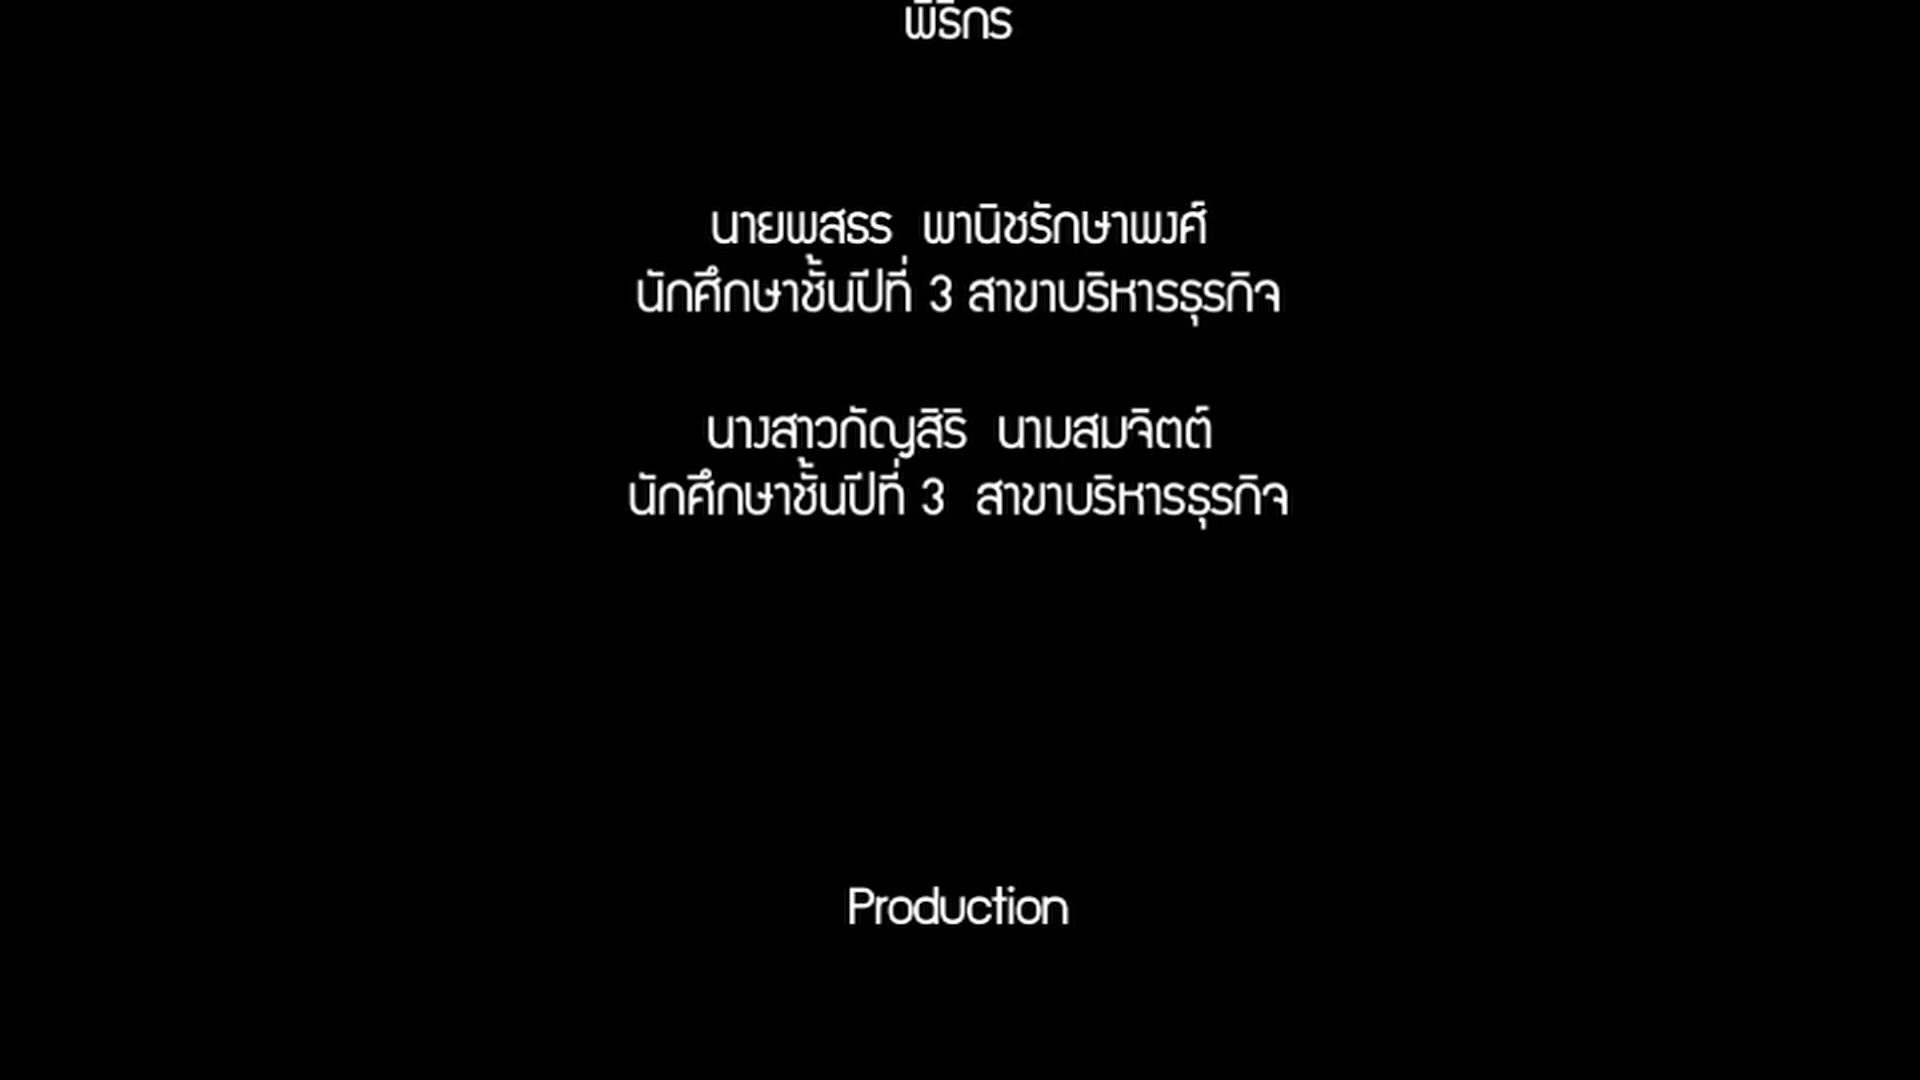 พิธีกร
นายพสธร  พานิชรักษาพงศ์
นักศึกษาชั้นปีที่ 3 สาขาบริหารธุรกิจ
นางสาวกัญสิริ  นามสมจิตต์
นักศึกษาชั้นปีที่ 3  สาขาบริหารธุรกิจ
Production